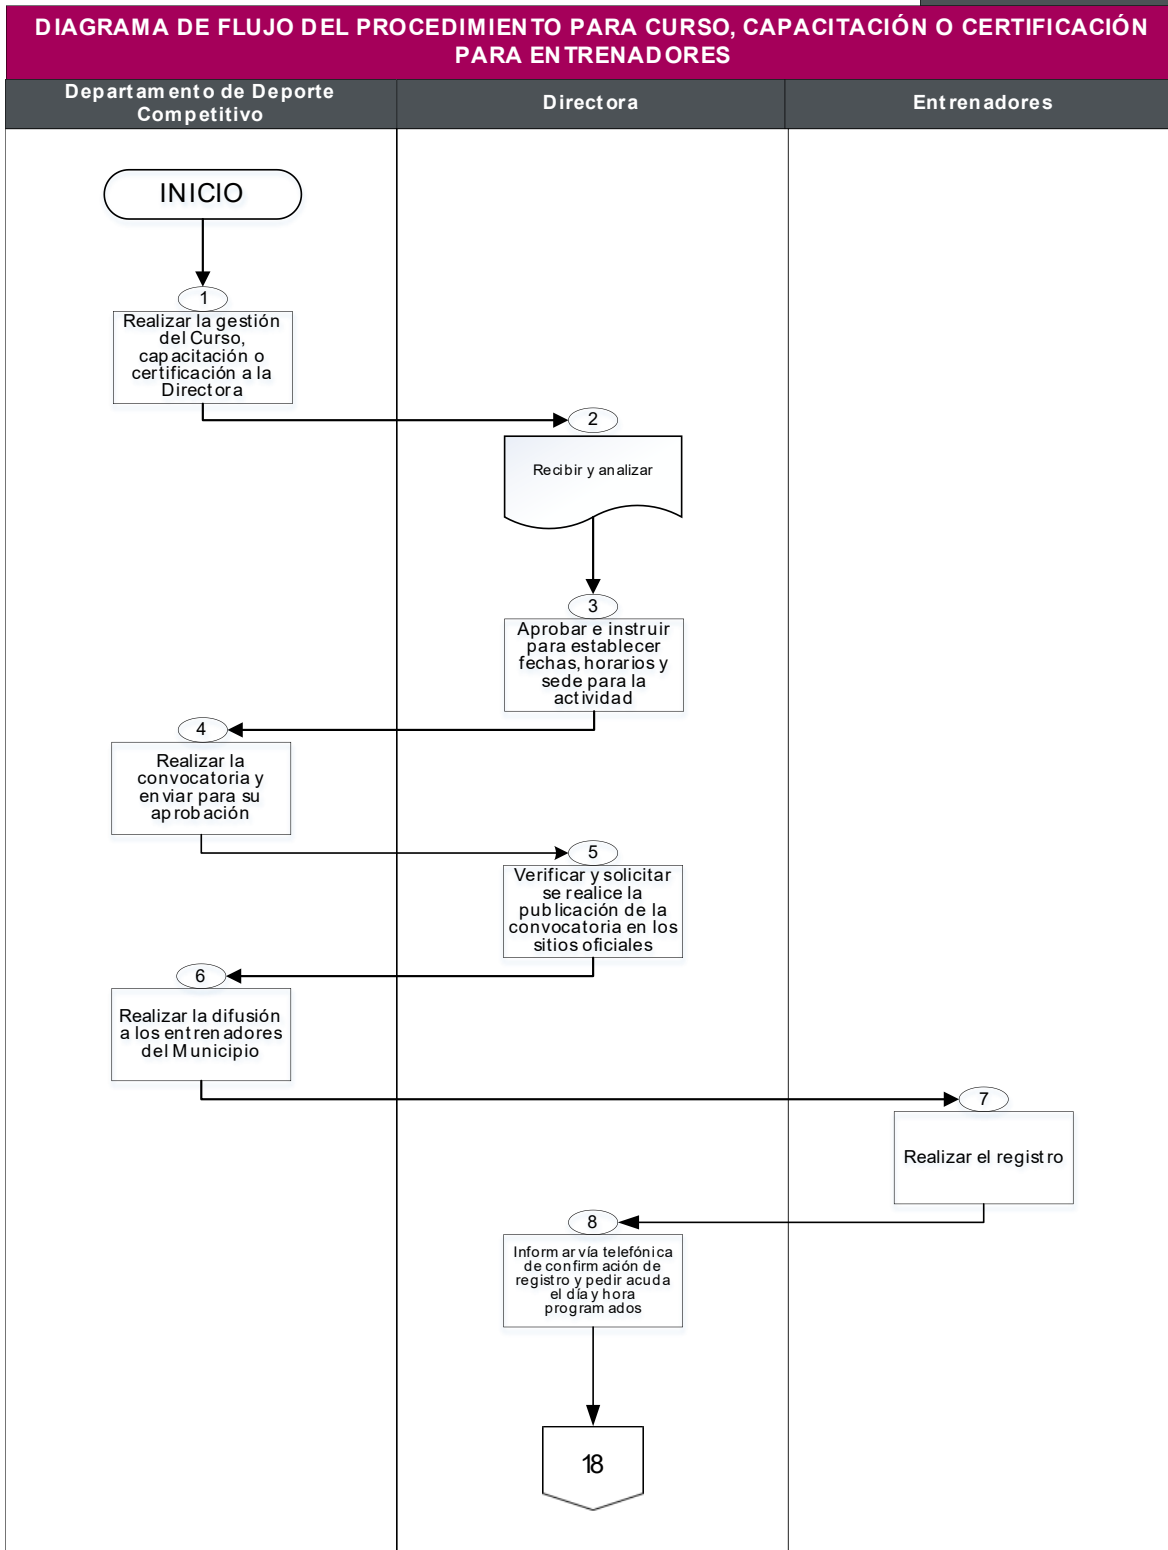 DIAGRAMA DE FLUJO DEL PROCEDIMIENTO PARA CURSO, CAPACITACIÓN O CERTIFICACIÓN
PARA ENTRENADORES
Departamento de Deporte
Competitivo
Directora
Entrenadores
INICIO
1
Realizar la gestión
del Curso,
capacitación o
certificación a la
Directora
2
Recibir y analizar
3
Aprobar e instruir
para establecer
fechas, horarios y
sede para la
actividad
4
Realizar la
convocatoria y
enviar para su
aprobación
5
Verificar y solicitar
se realice la
publicación de la
convocatoria en los
sitios oficiales
6
Realizar la difusión
a los entrenadores
del Municipio
7
Realizar el registro
8
Informar vía telefónica
de confirmación de
registro y pedir acuda
el día y hora
programados
18